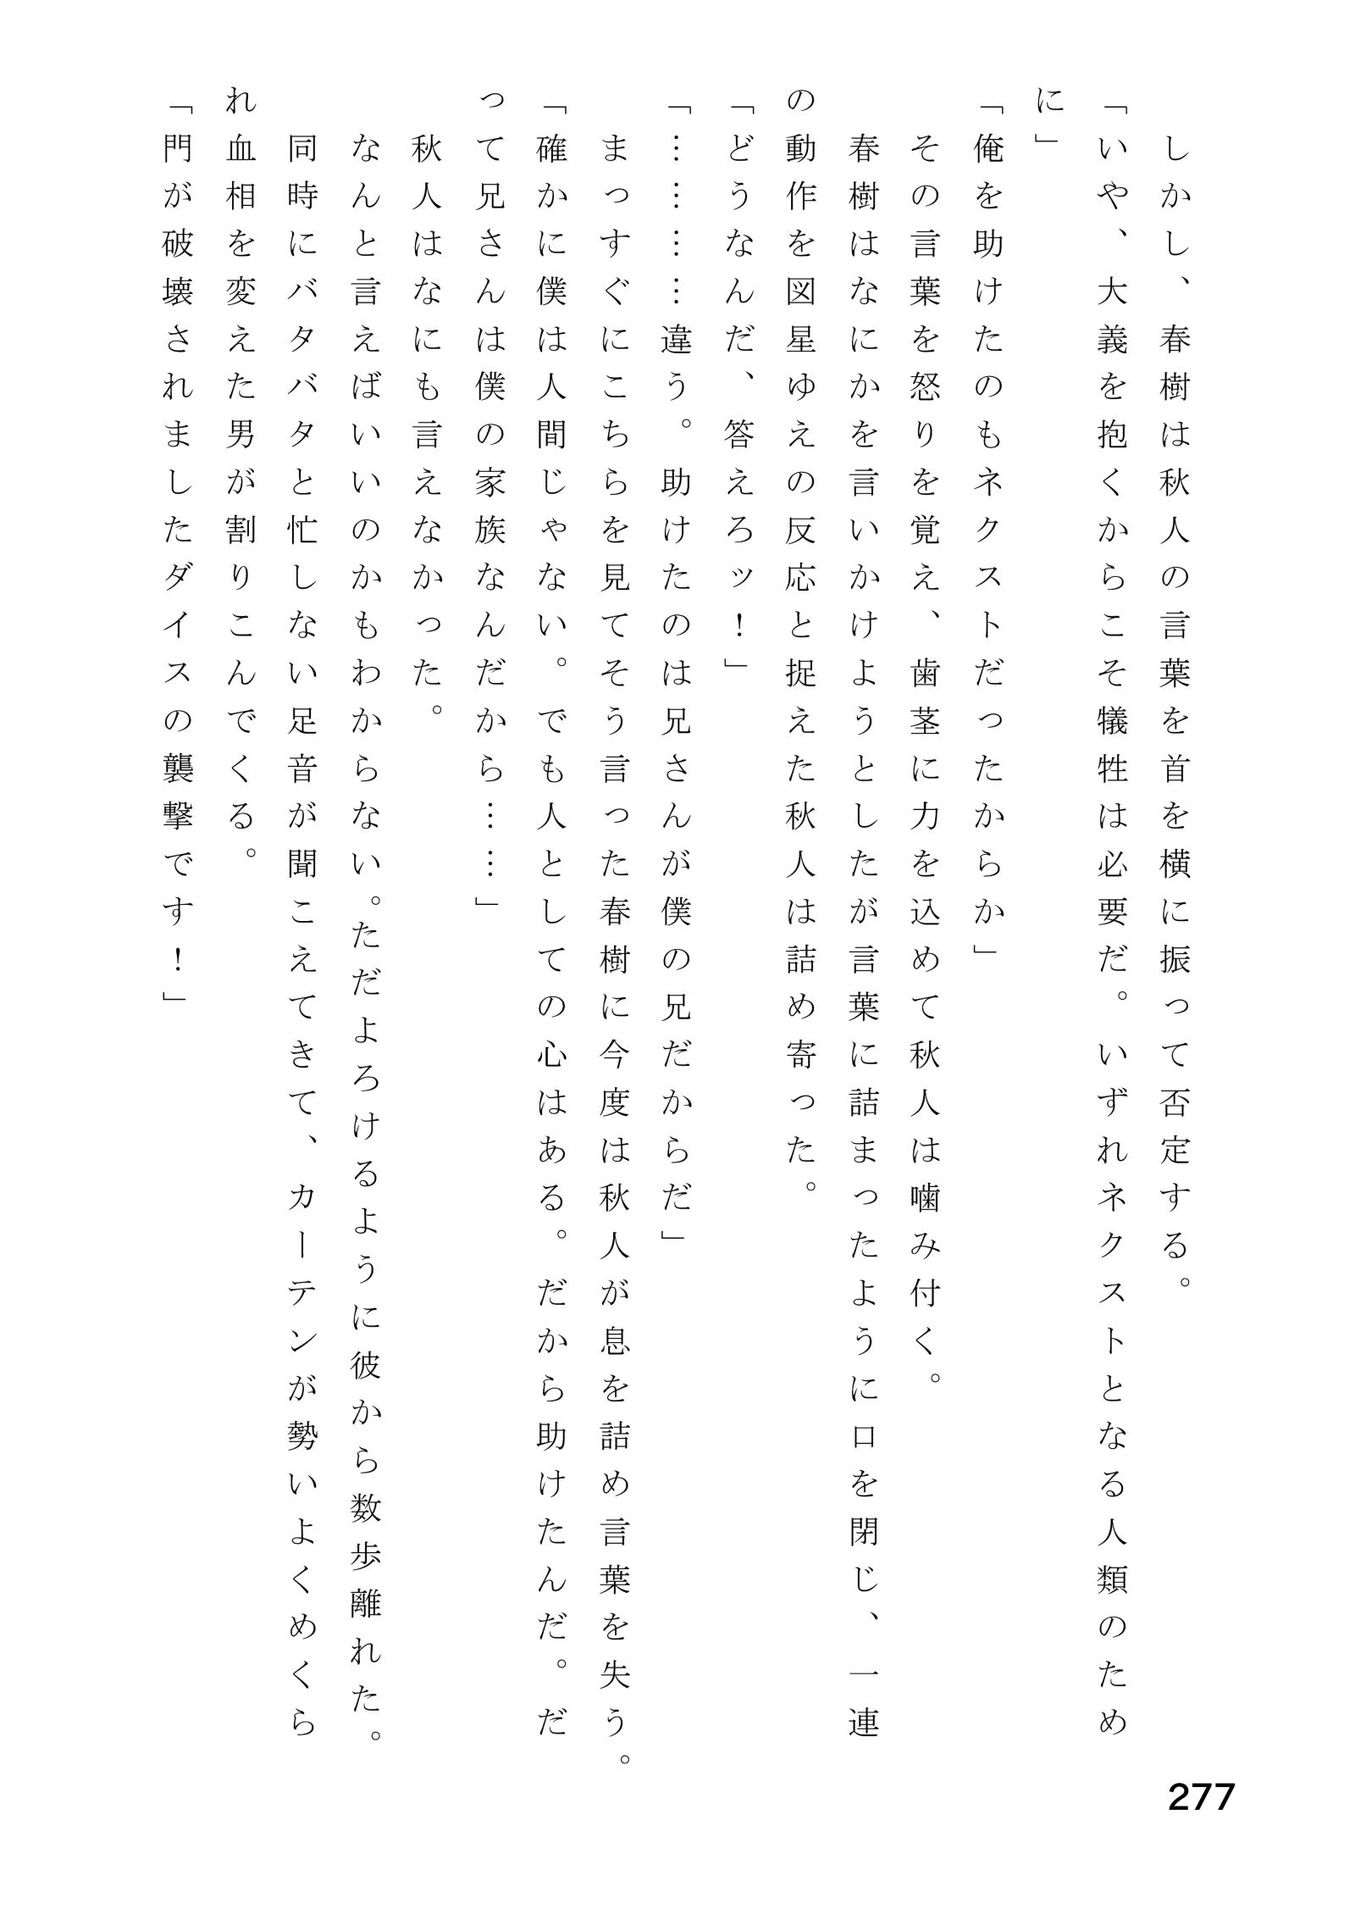 しかし、春樹は秋人の言葉を首を横に振って否定する。
「いや、大義を抱くからこそ犠牲は必要だ。いずれネクストとなる人類のため
に」
「俺を助けたのもネクストだったからか」
その言葉を怒りを覚え、歯茎に力を込めて秋人は噛み付く。
春樹はなにかを言いかけようとしたが言葉に詰まったように口を閉じ、一連
の動作を図星ゆえの反応と捉えた秋人は詰め寄った。
「どうなんだ、答えろッ！」
「…………違う。助けたのは兄さんが僕の兄だからだ」
まっすぐにこちらを見てそう言った春樹に今度は秋人が息を詰め言葉を失う。
「確かに僕は人間じゃない。でも人としての心はある。だから助けたんだ。だ
って兄さんは僕の家族なんだから……」
秋人はなにも言えなかった。
なんと言えばいいのかもわからない。ただよろけるように彼から数歩離れた。
同時にバタバタと忙しない足音が聞こえてきて、カーテンが勢いよくめくら
れ血相を変えた男が割りこんでくる。
「門が破壊されましたダイスの襲撃です！」
277